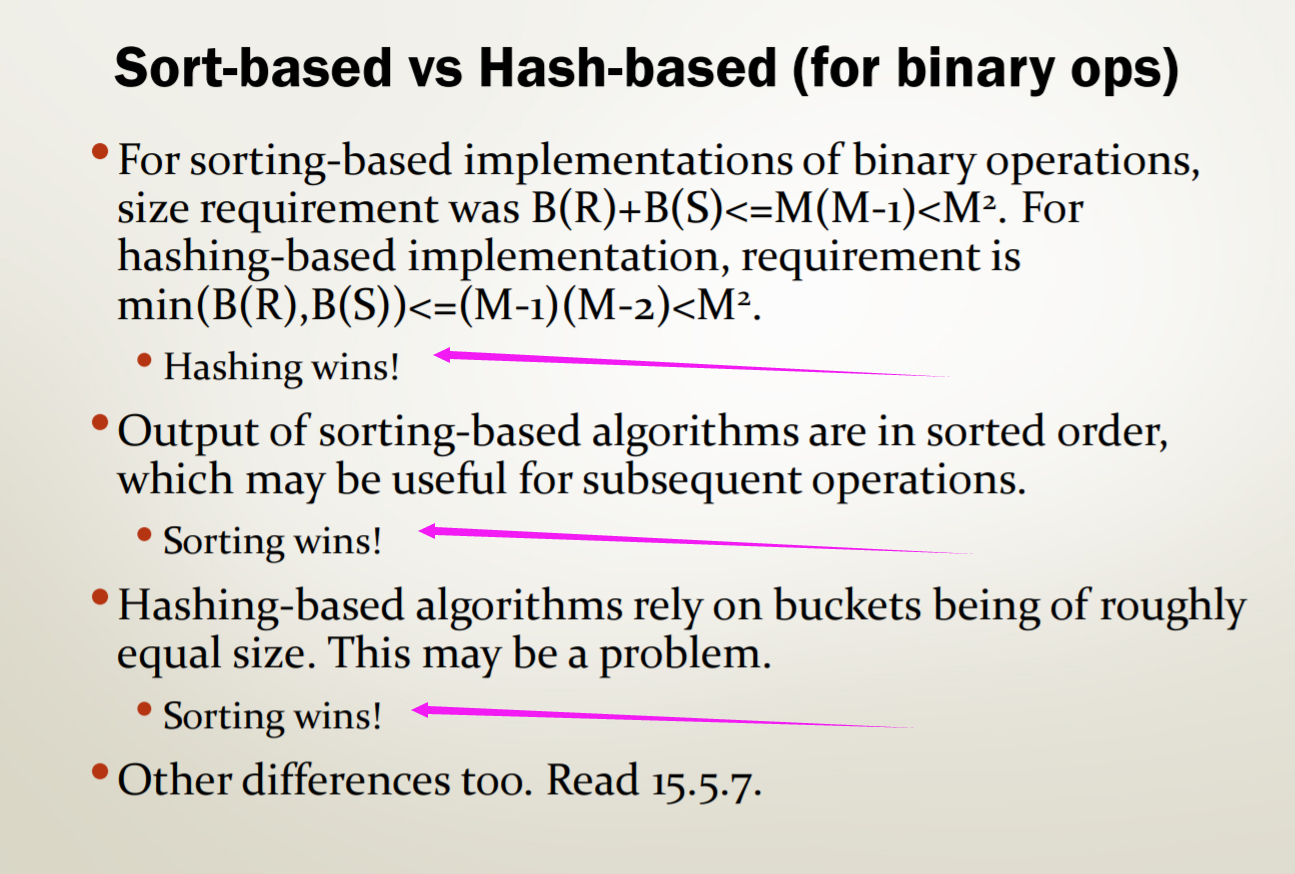 Sort-based vs Hash-based (for binary ops)
• For sorting-based implementations of binary operations,
size requirement was B(R)+B(S)<=M(M-1)<M². For
hashing-based implementation, requirement is
min(B(R),B(S))<=(M-1)(M-2)<M².
• Hashing wins!
• Output of sorting-based algorithms are in sorted order,
which may be useful for subsequent operations.
• Sorting wins!
• Hashing-based algorithms rely on buckets being of roughly
equal size. This may be a problem.
• Sorting wins!
• Other differences too. Read 15.5.7.